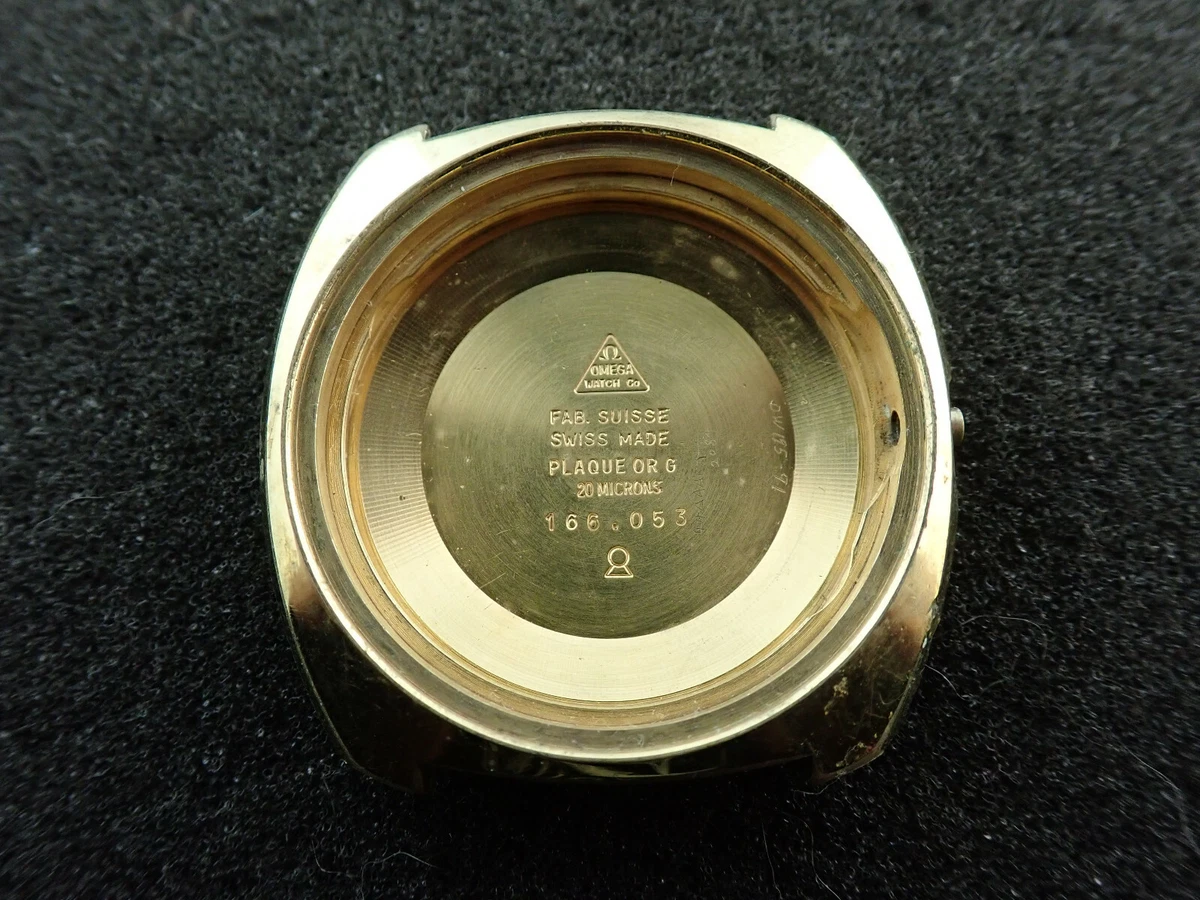 Ω
OMEGA
WATCH Co
FAB. SUISSE
SWISS MADE
PLAQUE OR G
20 MICRONS
166.053